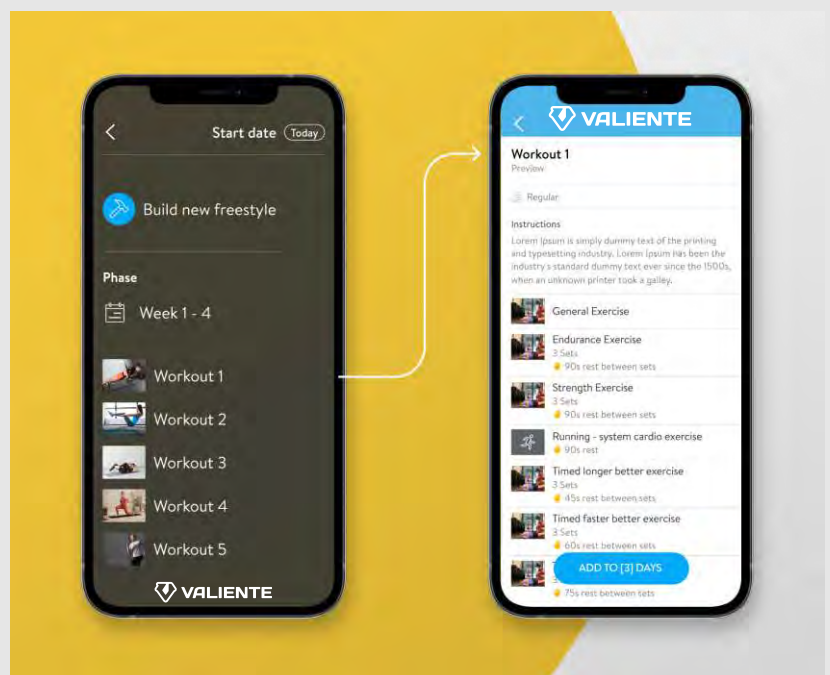 Start date
Today
Build new freestyle
Phase
Week 1 - 4
Workout 1
Workout 2
Workout 3
Workout 4
Workout 5
VALIENTE
VALIENTE
Workout 1
Preview
Regular
Instructions
Lorem Ipsum is simply dummy text of the printing
and typesetting industry. Lorem Ipsum has been the
industry's standard dummy text ever since the 1500s,
when an unknown printer took a galley.
General Exercise
Endurance Exercise
3 Sets
90s rest between sets
Strength Exercise
3 Sets
90s rest between sets
Running - system cardio exercise
90s rest
Timed longer better exercise
3 Sets
45s rest between sets
Timed faster better exercise
3 Sets
60s rest between sets
ADD TO [3] DAYS
75s rest between sets